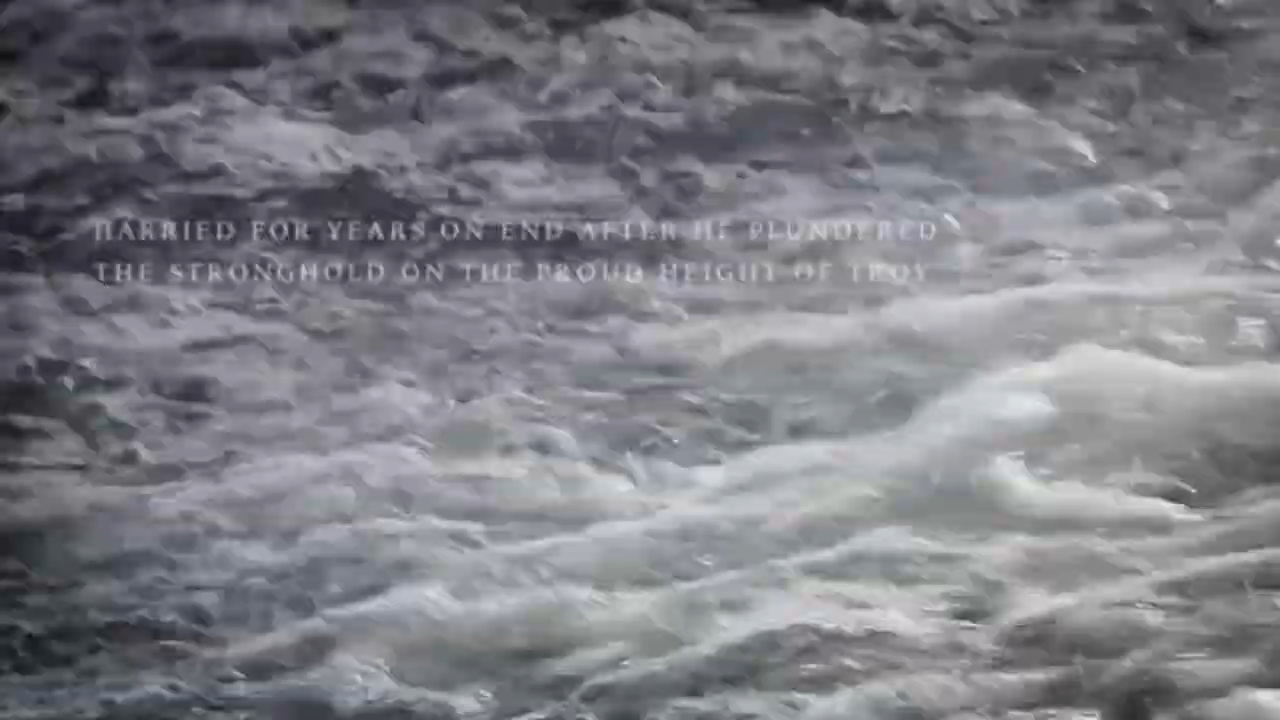 HARRIED FOR YEARS ON END AFTER HE PLUNDERED
THE STRONGHOLD ON THE PROUD HEIGHT OF TROY